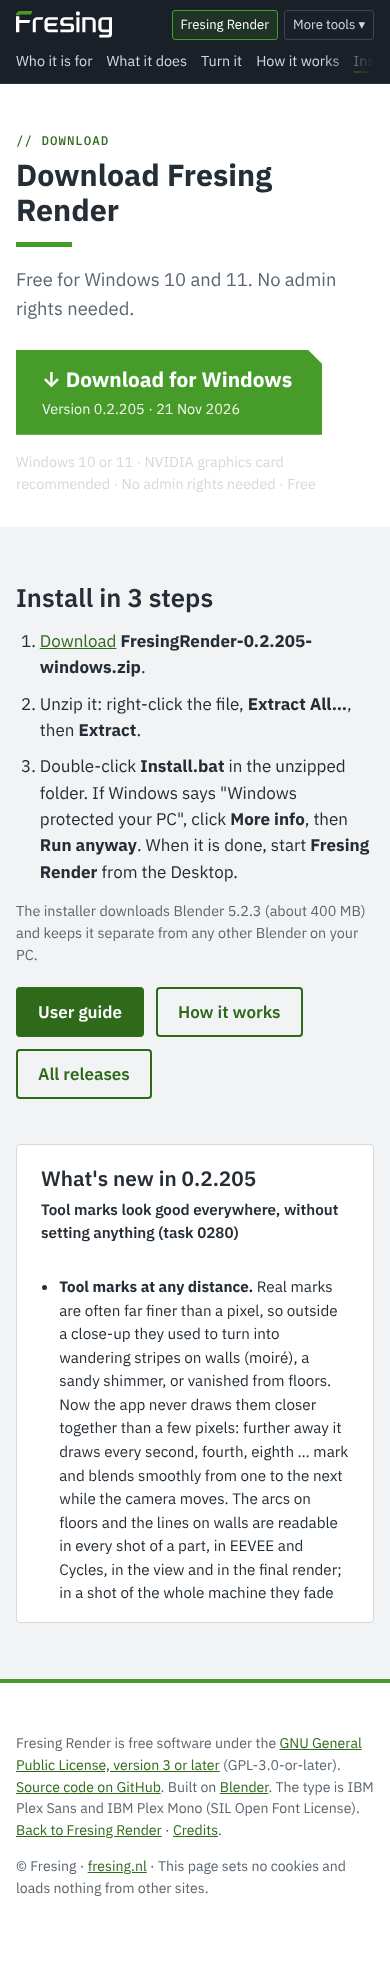 Fresing
Fresing Render
More tools ▾
Who it is for What it does Turn it How it works
// DOWNLOAD
Download Fresing
Render
Free for Windows 10 and 11. No admin
rights needed.
↓ Download for Windows
Version 0.2.205 · 21 Nov 2026
Windows 10 or 11 · NVIDIA graphics card
recommended · No admin rights needed · Free
Install in 3 steps
1. Download FresingRender-0.2.205-
windows.zip.
2. Unzip it: right-click the file, Extract All…,
then Extract.
3. Double-click Install.bat in the unzipped
folder. If Windows says "Windows
protected your PC", click More info, then
Run anyway. When it is done, start Fresing
Render from the Desktop.
The installer downloads Blender 5.2.3 (about 400 MB)
and keeps it separate from any other Blender on your
PC.
User guide
How it works
All releases
What's new in 0.2.205
Tool marks look good everywhere, without
setting anything (task 0280)
• Tool marks at any distance. Real marks
are often far finer than a pixel, so outside
a close-up they used to turn into
wandering stripes on walls (moiré), a
sandy shimmer, or vanished from floors.
Now the app never draws them closer
together than a few pixels: further away it
draws every second, fourth, eighth … mark
and blends smoothly from one to the next
while the camera moves. The arcs on
floors and the lines on walls are readable
in every shot of a part, in EEVEE and
Cycles, in the view and in the final render;
in a shot of the whole machine they fade
Fresing Render is free software under the GNU General
Public License, version 3 or later (GPL-3.0-or-later).
Source code on GitHub. Built on Blender. The type is IBM
Plex Sans and IBM Plex Mono (SIL Open Font License).
Back to Fresing Render · Credits.
© Fresing · fresing.nl · This page sets no cookies and
loads nothing from other sites.